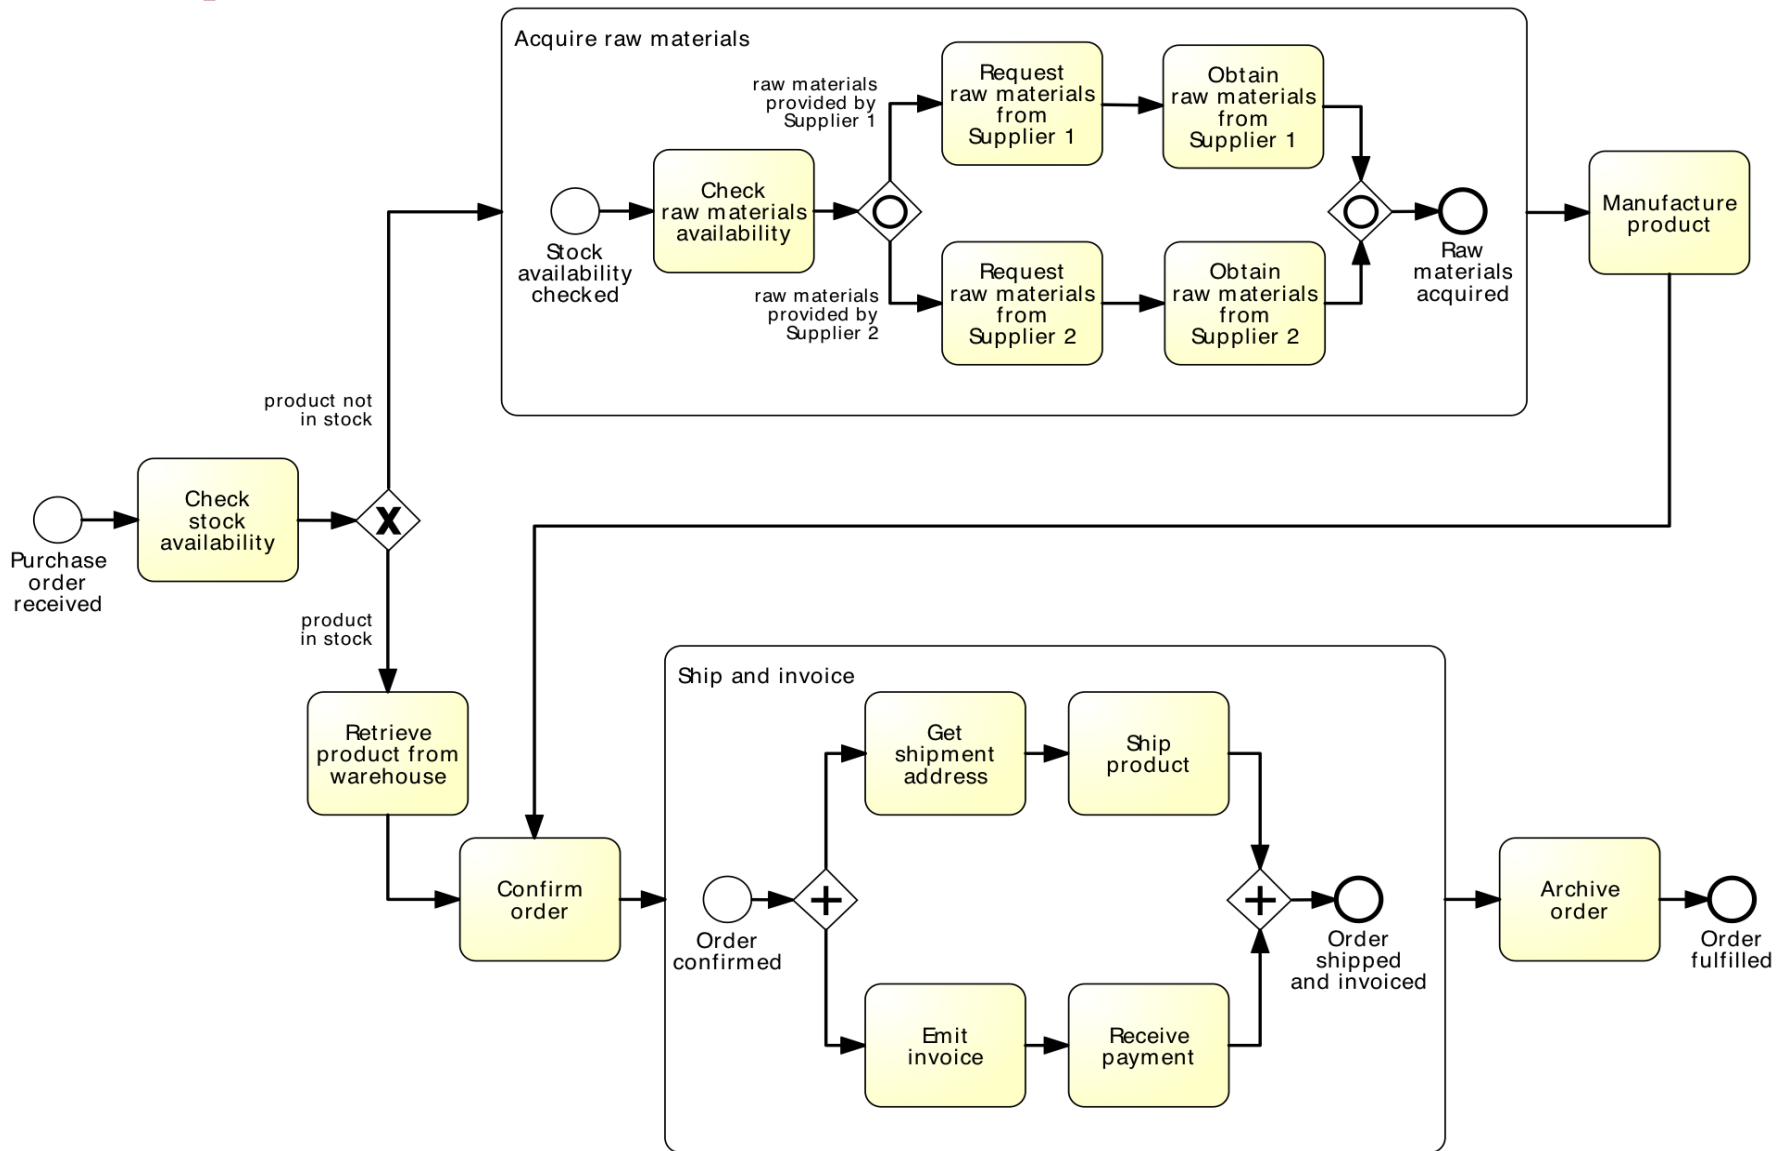 Acquire raw materials
raw materials
provided by
Supplier 1
Request
raw materials
from
Supplier 1
Obtain
raw materials
from
Supplier 1
Check
raw materials
availability
Stock
availability
checked
raw materials
provided by
Supplier 2
Request
raw materials
from
Supplier 2
Obtain
raw materials
from
Supplier 2
Raw
materials
acquired
Manufacture
product
product not
in stock
Check
stock
availability
X
Purchase
order
received
product
in stock
Retrieve
product from
warehouse
Confirm
order
Ship and invoice
Get
shipment
address
Ship
product
Order
confirmed
Order
shipped
and invoiced
Emit
invoice
Receive
payment
Archive
order
Order
fulfilled